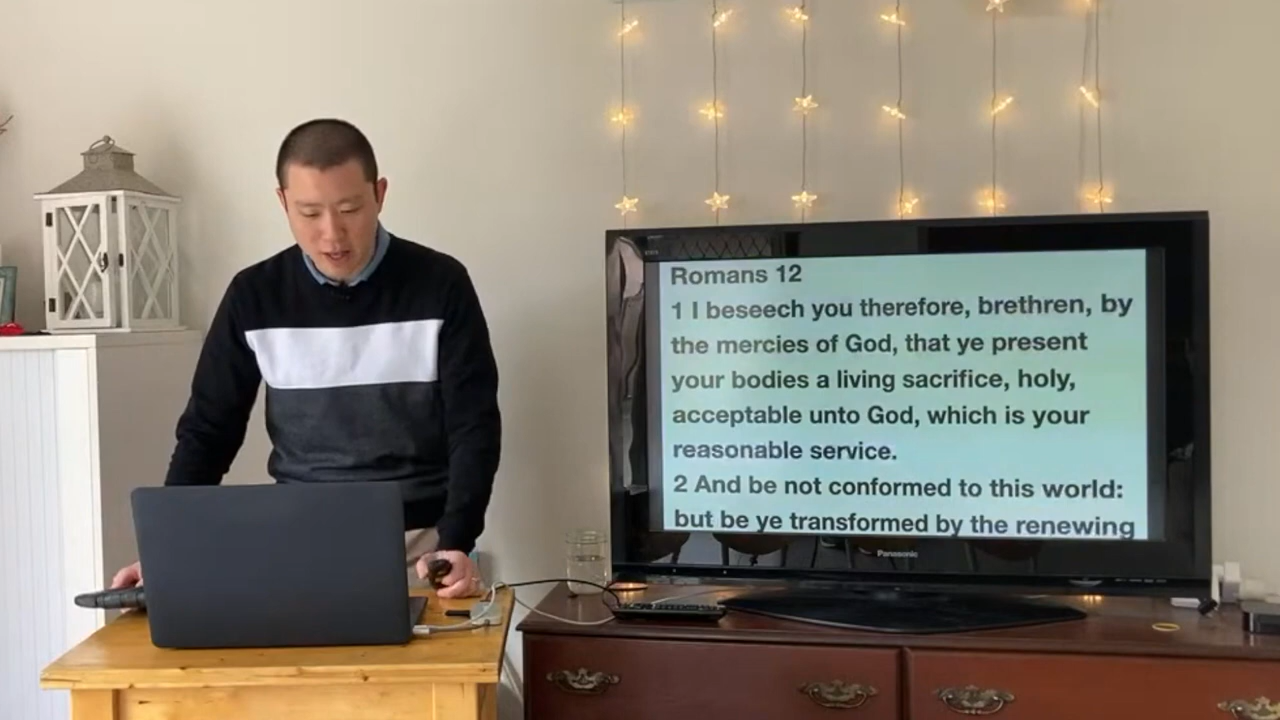 Romans 12
1 I beseech you therefore, brethren, by
the mercies of God, that ye present
your bodies a living sacrifice, holy,
acceptable unto God, which is your
reasonable service.
2 And be not conformed to this world:
but be ye transformed by the renewing
Panasonic